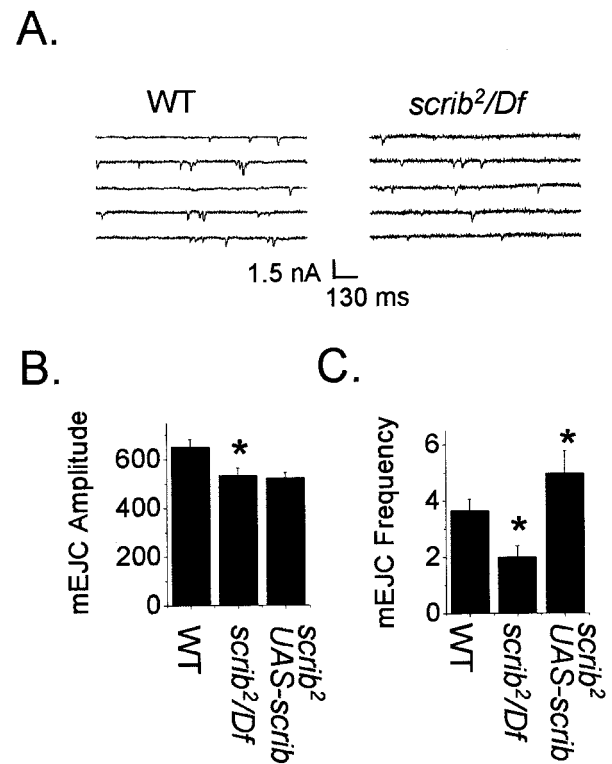 A.
WT
scrib²/Df
1.5 nA
130 ms
B.
mEJC Amplitude
600
400
200
0
WT
scrib²/Df
scrib²
UAS-scrib
*
C.
mEJC Frequency
6
4
2
0
WT
scrib²/Df
scrib²
UAS-scrib
*
*